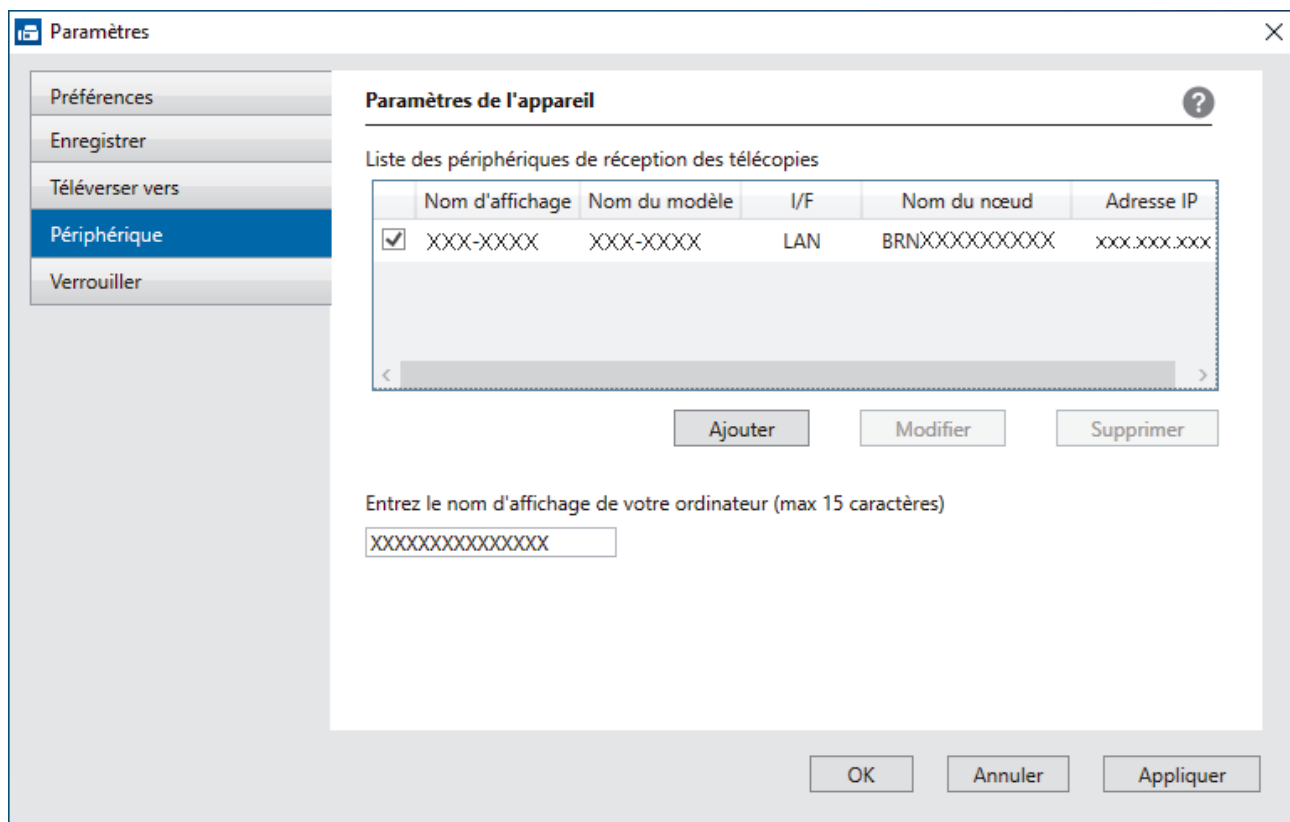 Paramètres
Préférences
Enregistrer
Téléverser vers
Périphérique
Verrouiller
Paramètres de l'appareil
?
Liste des périphériques de réception des télécopies
Nom d'affichage Nom du modèle I/F Nom du nœud Adresse IP
XXX-XXXX XXX-XXXX LAN BRNXXXXXXXXX xxx.xxx.xxx
Ajouter Modifier Supprimer
Entrez le nom d'affichage de votre ordinateur (max 15 caractères)
XXXXXXXXXXXXXXX
OK Annuler Appliquer